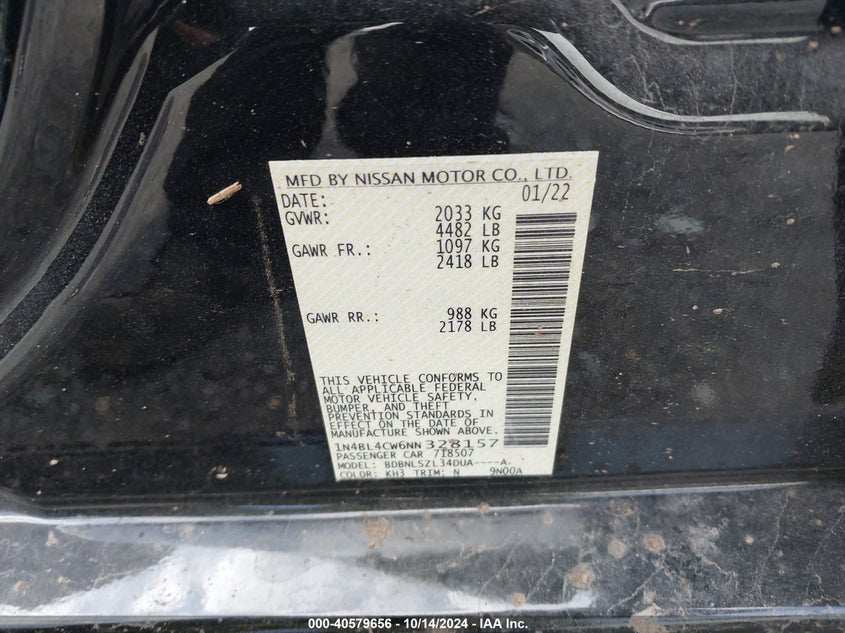 MFD BY NISSAN MOTOR CO., LTD.
DATE: 01/22
GVWR: 2033 KG
4482 LB
GAWR FR.: 1097 KG
2418 LB
GAWR RR.: 988 KG
2178 LB
THIS VEHICLE CONFORMS TO
ALL APPLICABLE FEDERAL
MOTOR VEHICLE SAFETY,
BUMPER, AND THEFT
PREVENTION STANDARDS IN
EFFECT ON THE DATE OF
MANUFACTURE SHOWN ABOVE.
1N4BL4CW6NN 328157
PASSENGER CAR 718507
MODEL: BDBNLSZL34DUA----A.
COLOR: KH3 TRIM: N 9N00A
000-40579656 | 10/14/2024 - IAA Inc.